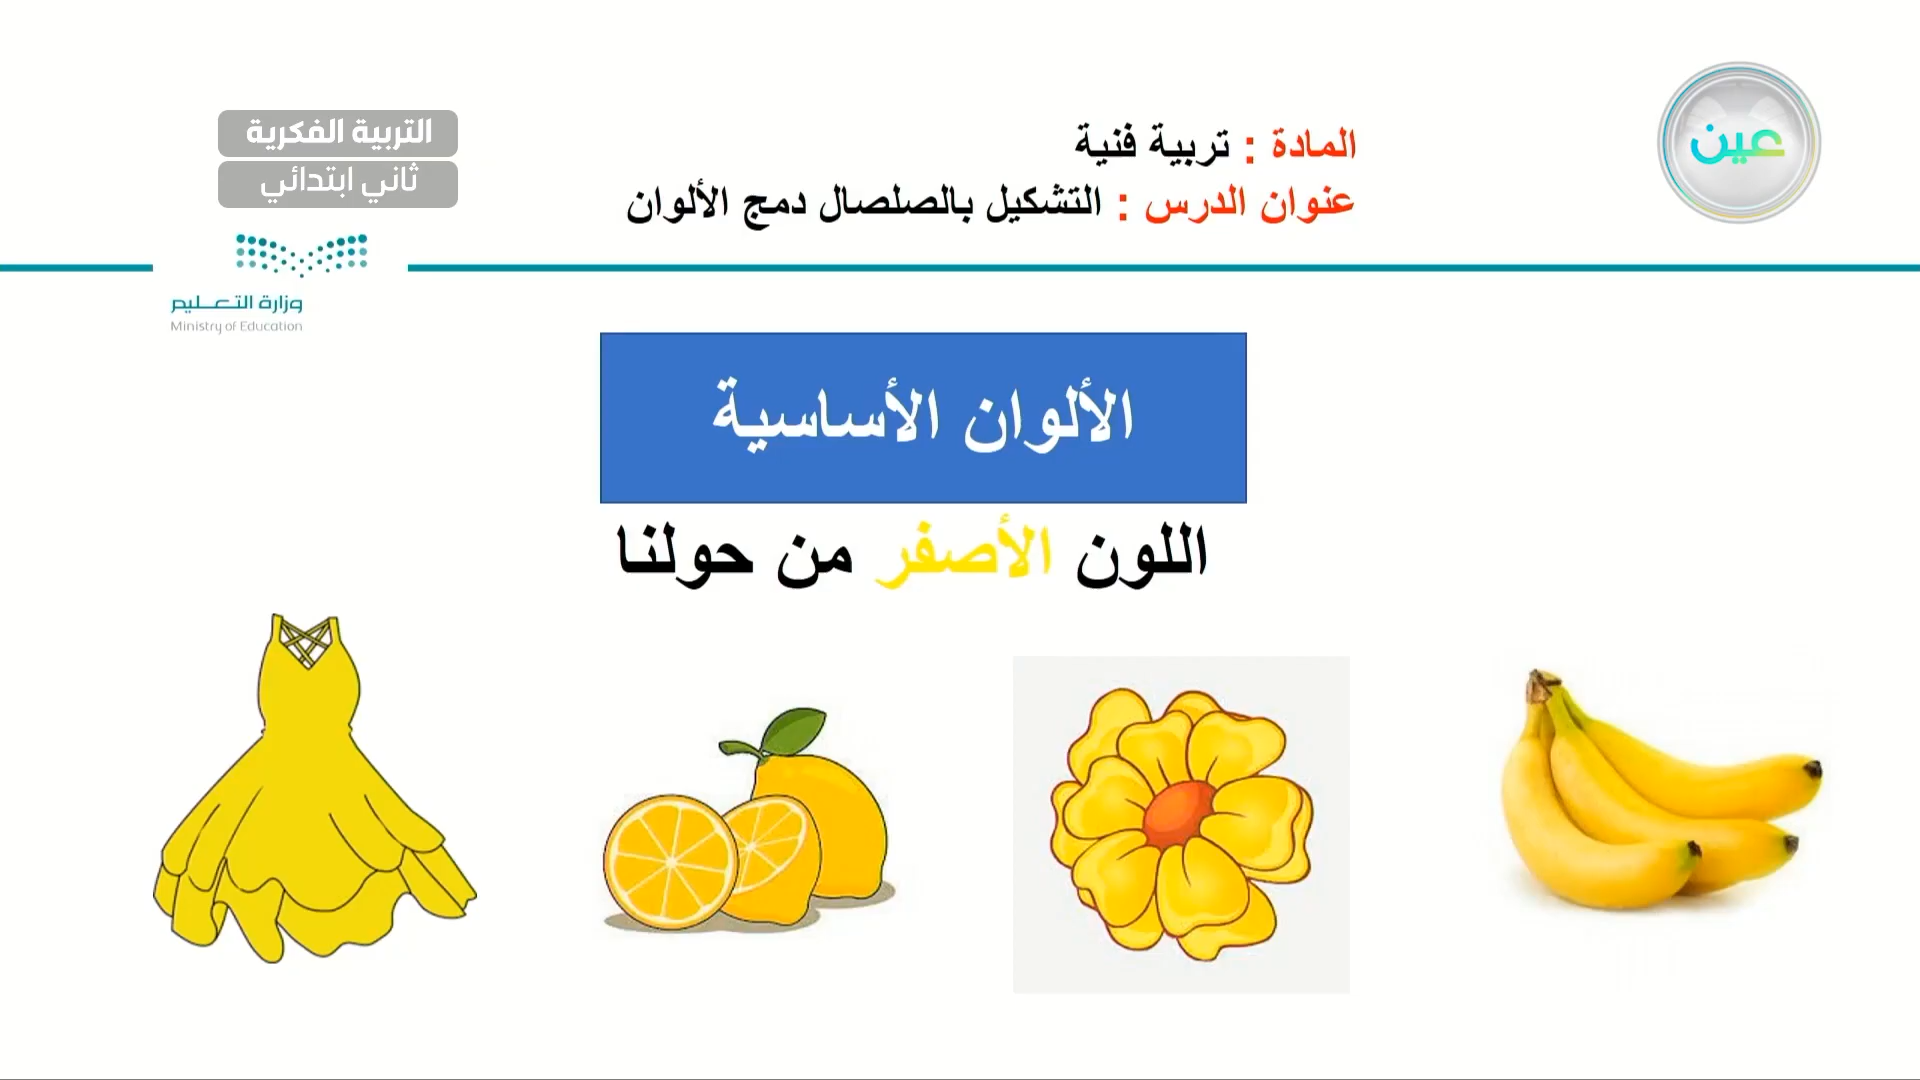 عين
المادة : تربية فنية
عنوان الدرس : التشكيل بالصلصال دمج الألوان
التربية الفكرية
ثاني ابتدائي
وزارة التعليم
Ministry of Education
الألوان الأساسية
اللون الأصفر من حولنا